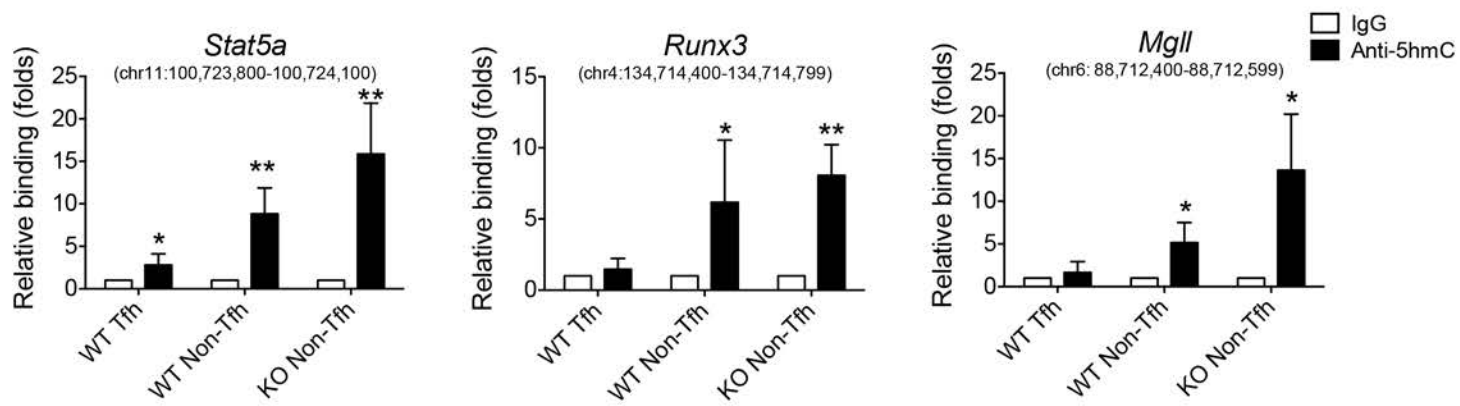 Stat5a
(chr11:100,723,800-100,724,100)
Relative binding (folds)
25
20
15
10
5
0
*
**
**
WT Tfh
WT Non-Tfh
KO Non-Tfh
Runx3
(chr4:134,714,400-134,714,799)
Relative binding (folds)
15
10
5
0
*
**
WT Tfh
WT Non-Tfh
KO Non-Tfh
Mgll
(chr6: 88,712,400-88,712,599)
Relative binding (folds)
25
20
15
10
5
0
*
*
WT Tfh
WT Non-Tfh
KO Non-Tfh
IgG
Anti-5hmC